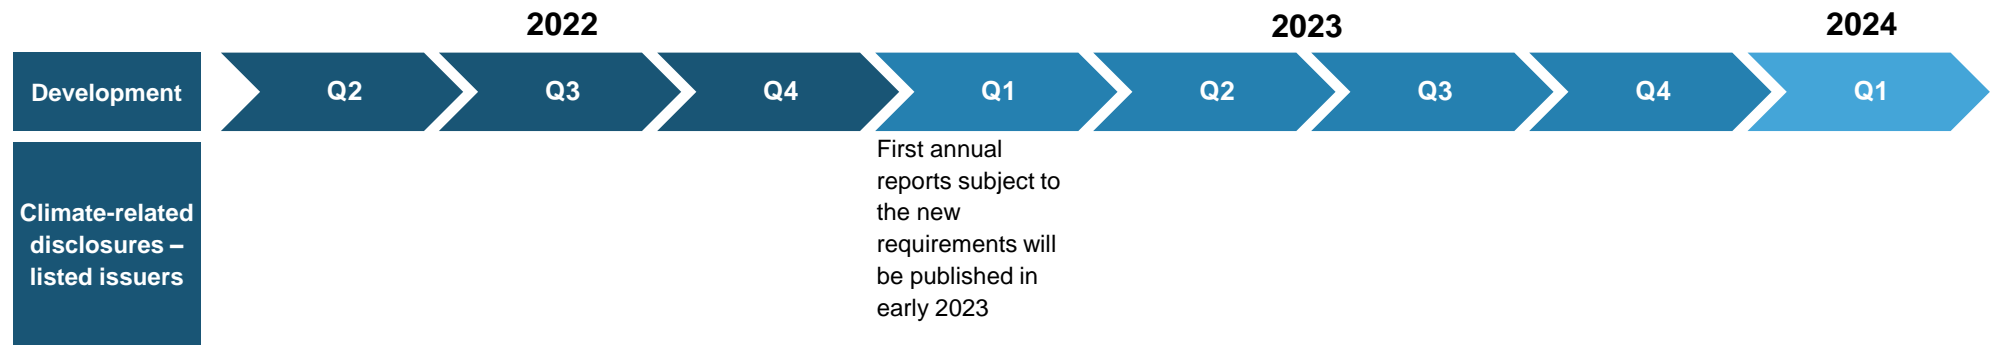 2022
2023
2024
Development
Q2
Q3
Q4
Q1
Q2
Q3
Q4
Q1
Climate-related
disclosures –
listed issuers
First annual
reports subject to
the new
requirements will
be published in
early 2023